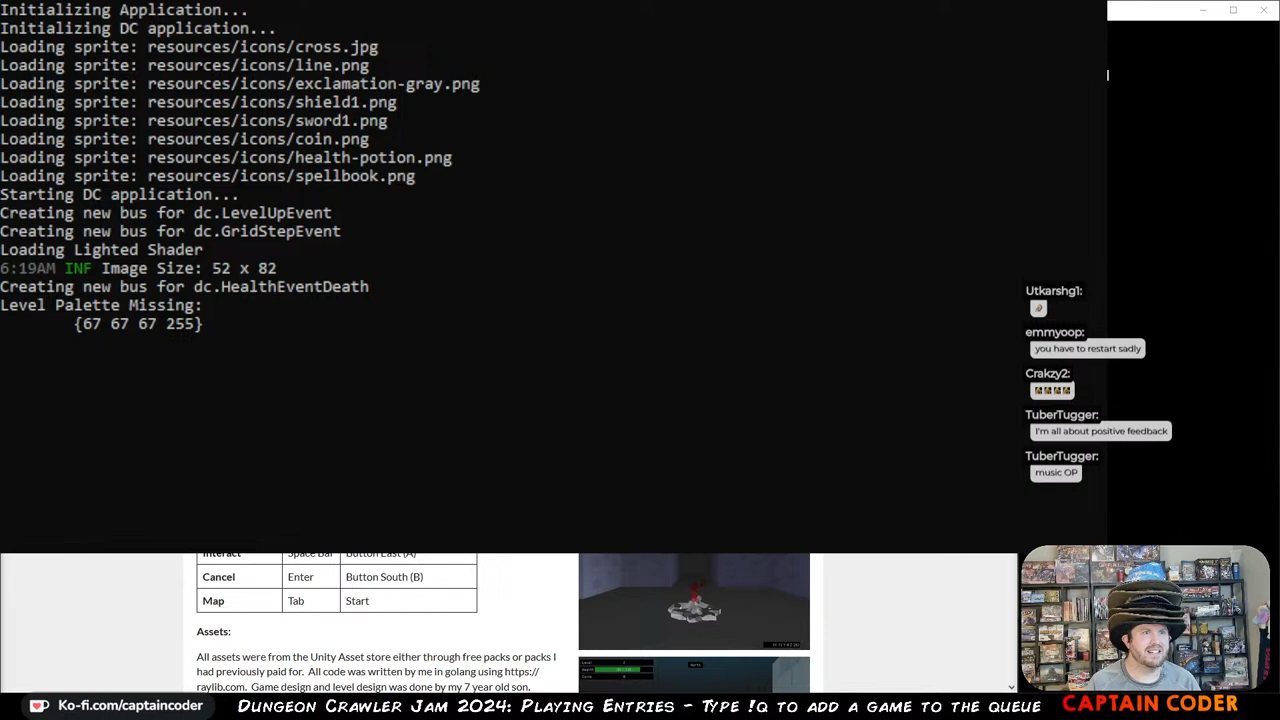 Initializing Application...
Initializing DC application...
Loading sprite: resources/icons/cross.jpg
Loading sprite: resources/icons/line.png
Loading sprite: resources/icons/exclamation-gray.png
Loading sprite: resources/icons/shield1.png
Loading sprite: resources/icons/sword1.png
Loading sprite: resources/icons/coin.png
Loading sprite: resources/icons/health-potion.png
Loading sprite: resources/icons/spellbook.png
Starting DC application...
Creating new bus for dc.LevelUpEvent
Creating new bus for dc.GridStepEvent
Loading Lighted Shader
6:19AM INF Image Size: 52 x 82
Creating new bus for dc.HealthEventDeath
Level Palette Missing:
{67 67 67 255}
Utkarshg1:
emmyoop:
you have to restart sadly
Crakzy2:
TuberTugger:
I'm all about positive feedback
TuberTugger:
music OP
Interact Space Bar Button East (A)
Cancel Enter Button South (B)
Map Tab Start
Assets:
All assets were from the Unity Asset store either through free packs or packs I
had previously paid for. All code was written by me in golang using https://
raylib.com. Game design and level design was done by my 7 year old son.
Ko-fi.com/captaincoder
Dungeon Crawler Jam 2024: Playing Entries - Type !Q to add a game to the queue
CAPTAIN CODER